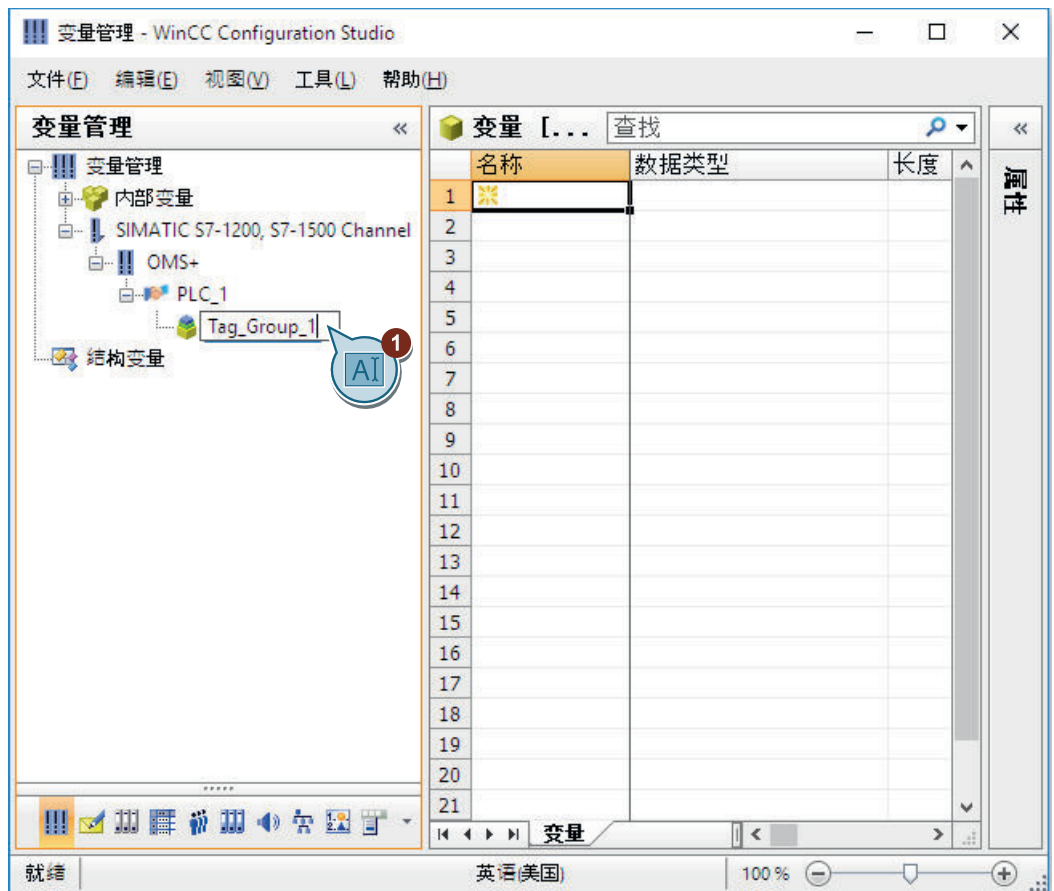 变量管理 - WinCC Configuration Studio
文件(F) 编辑(E) 视图(V) 工具(L) 帮助(H)
变量管理 «
变量管理
内部变量
SIMATIC S7-1200, S7-1500 Channel
OMS+
PLC_1
Tag_Group_1
1
AI
结构变量
变量 [... 查找
名称 数据类型 长度
1
2
3
4
5
6
7
8
9
10
11
12
13
14
15
16
17
18
19
20
21
变量
«
属性
就绪 英语(美国) 100 %